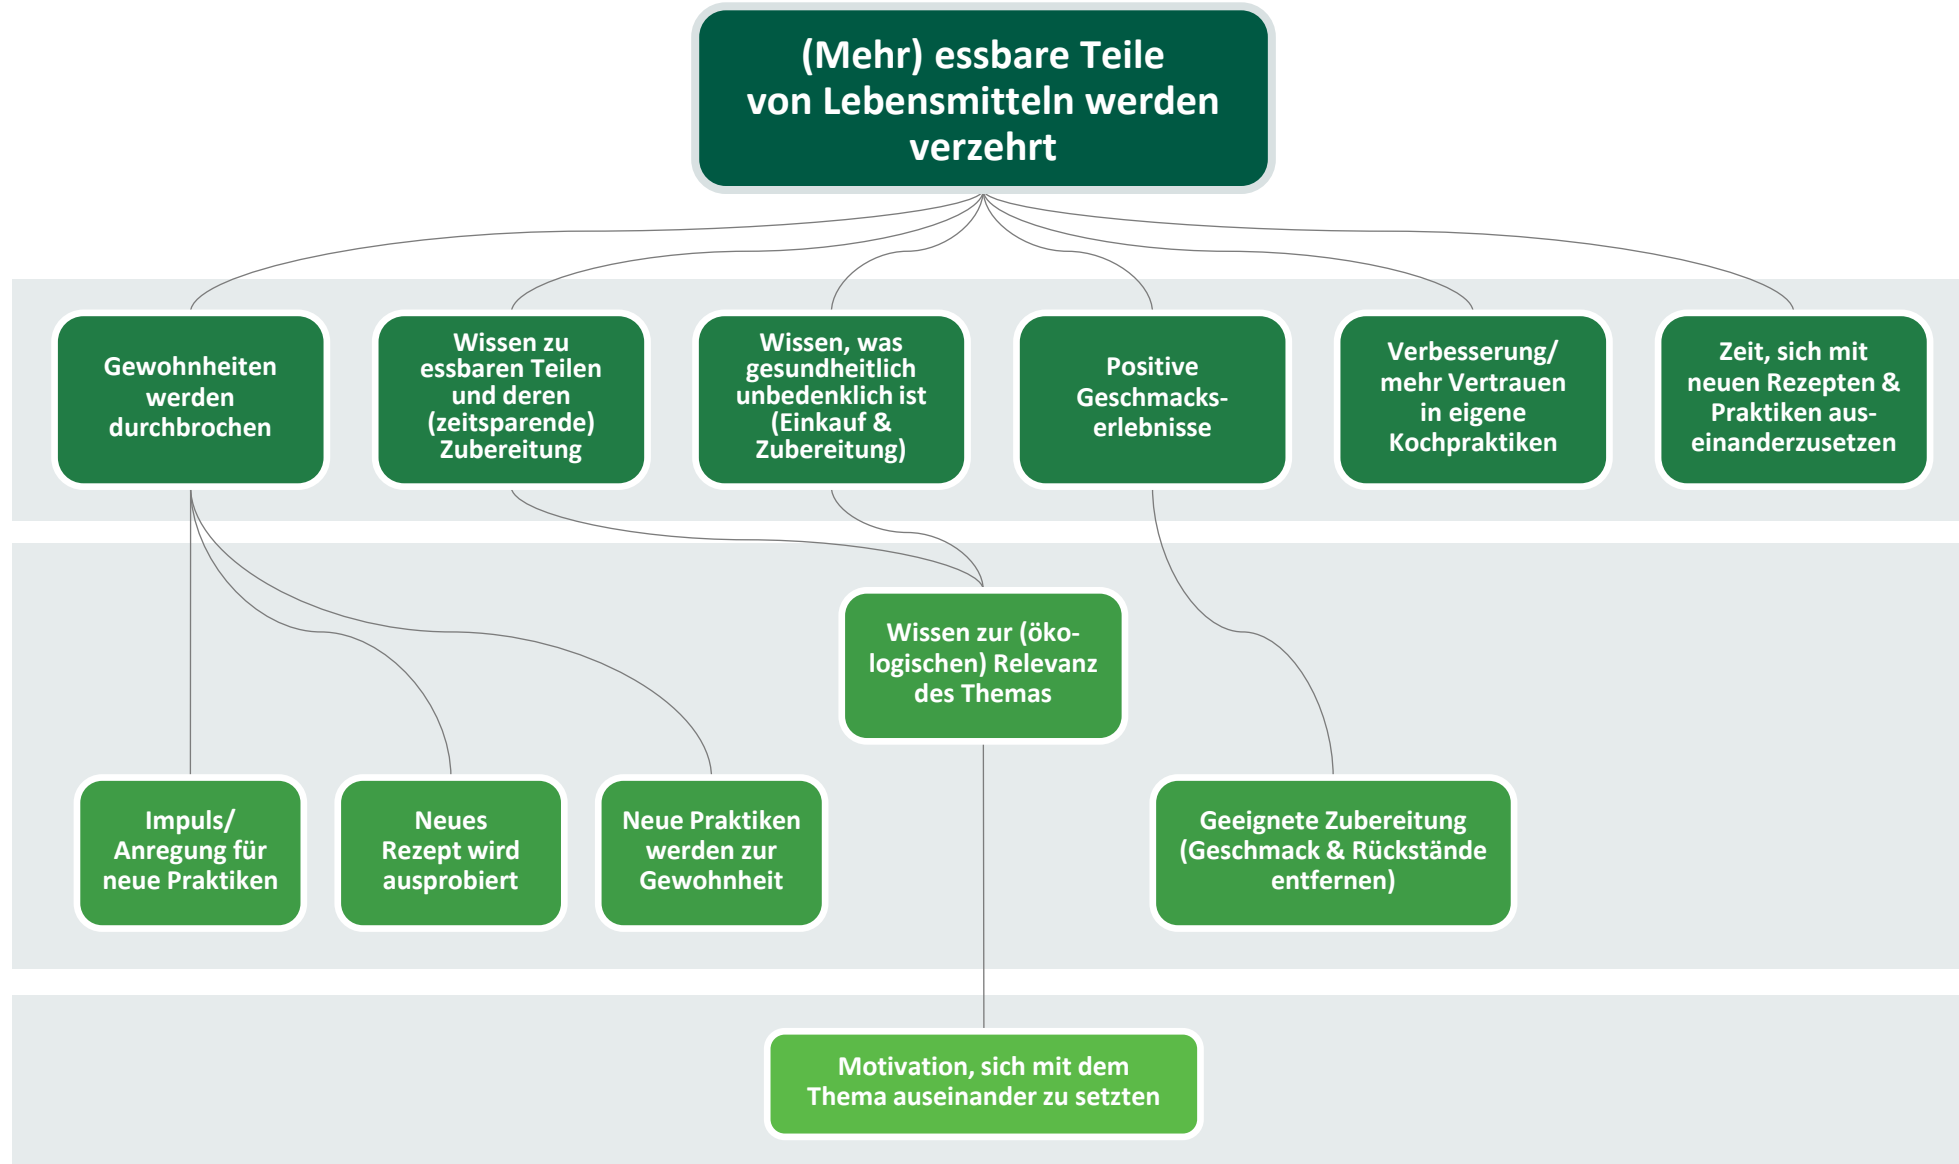 (Mehr) essbare Teile
von Lebensmitteln werden
verzehrt
Gewohnheiten
werden
durchbrochen
Wissen zu
essbaren Teilen
und deren
(zeitsparende)
Zubereitung
Wissen, was
gesundheitlich
unbedenklich ist
(Einkauf &
Zubereitung)
Positive
Geschmacks-
erlebnisse
Verbesserung/
mehr Vertrauen
in eigene
Kochpraktiken
Zeit, sich mit
neuen Rezepten &
Praktiken aus-
einanderzusetzen
Wissen zur (öko-
logischen) Relevanz
des Themas
Impuls/
Anregung für
neue Praktiken
Neues
Rezept wird
ausprobiert
Neue Praktiken
werden zur
Gewohnheit
Geeignete Zubereitung
(Geschmack & Rückstände
entfernen)
Motivation, sich mit dem
Thema auseinander zu setzten